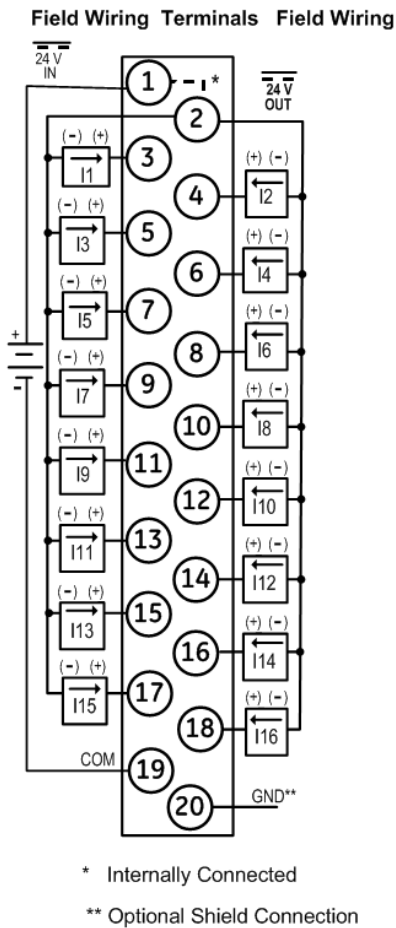 Field Wiring Terminals Field Wiring
24 V
IN
1
*
24 V
OUT
2
(-) (+)
3
I1
(+) (-)
4
I2
(-) (+)
5
I3
(+) (-)
6
I4
(-) (+)
7
I5
(+) (-)
8
I6
+
-
(-) (+)
9
I7
(+) (-)
10
I8
(-) (+)
11
I9
(+) (-)
12
I10
(-) (+)
13
I11
(+) (-)
14
I12
(-) (+)
15
I13
(+) (-)
16
I14
(-) (+)
17
I15
(+) (-)
18
I16
COM
19
20
GND**
* Internally Connected
** Optional Shield Connection